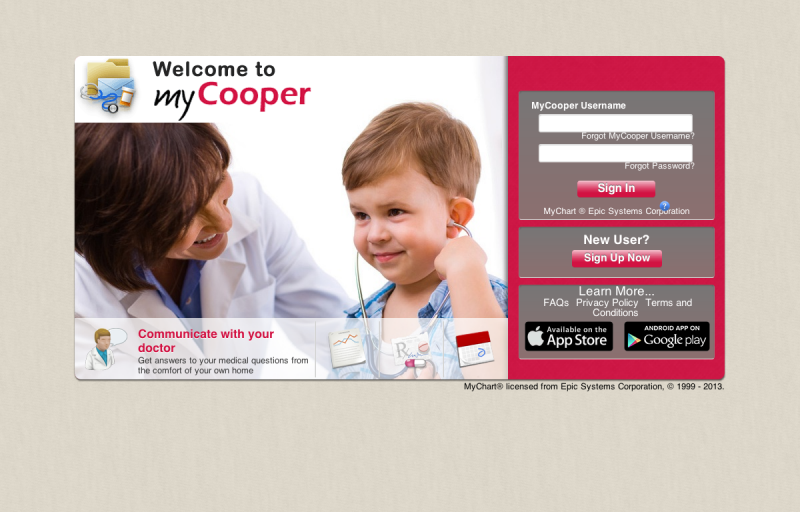 Welcome to
myCooper
MyCooper Username
Forgot MyCooper Username?
Forgot Password?
Sign In
?
MyChart ® Epic Systems Corporation
New User?
Sign Up Now
Learn More...
FAQs Privacy Policy Terms and
Conditions
Available on the
App Store
ANDROID APP ON
Google play
Communicate with your
doctor
Get answers to your medical questions from
the comfort of your own home
MyChart® licensed from Epic Systems Corporation, © 1999 - 2013.